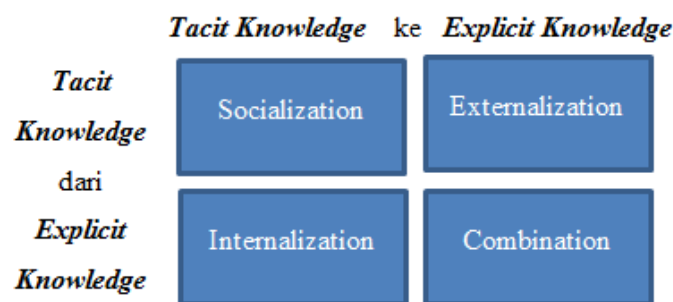 Tacit Knowledge ke Explicit Knowledge
Tacit
Knowledge
dari
Explicit
Knowledge
Socialization
Externalization
Internalization
Combination